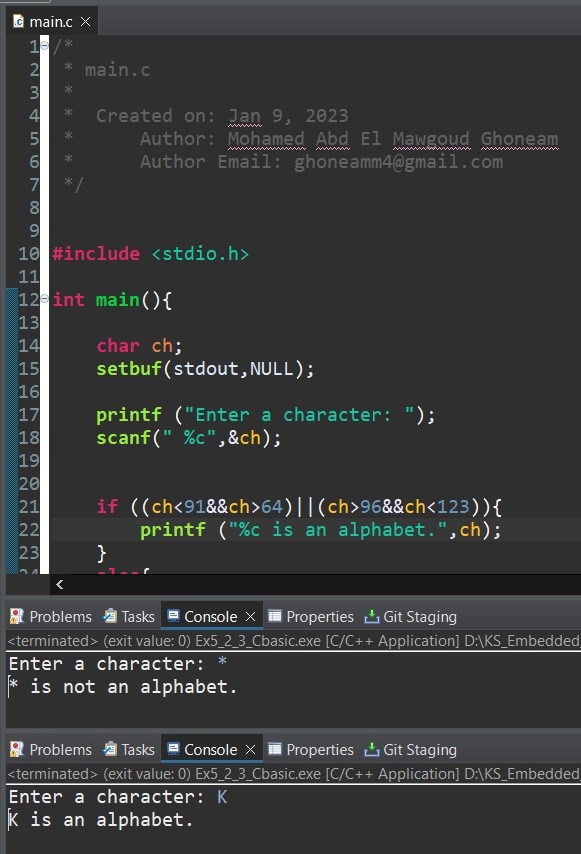 main.c
1 /*
2 * main.c
3 *
4 * Created on: Jan 9, 2023
5 * Author: Mohamed Abd El Mawgoud Ghoneam
6 * Author Email: ghoneamm4@gmail.com
7 */
8
9
10 #include <stdio.h>
11
12 int main(){
13
14 char ch;
15 setbuf(stdout,NULL);
16
17 printf ("Enter a character: ");
18 scanf(" %c",&ch);
19
20
21 if ((ch<91&&ch>64)||(ch>96&&ch<123)){
22 printf ("%c is an alphabet.",ch);
23 }
24 else{
Problems Tasks Console Properties Git Staging
<terminated> (exit value: 0) Ex5_2_3_Cbasic.exe [C/C++ Application] D:\KS_Embedded_
Enter a character: *
* is not an alphabet.
Problems Tasks Console Properties Git Staging
<terminated> (exit value: 0) Ex5_2_3_Cbasic.exe [C/C++ Application] D:\KS_Embedded_
Enter a character: K
K is an alphabet.